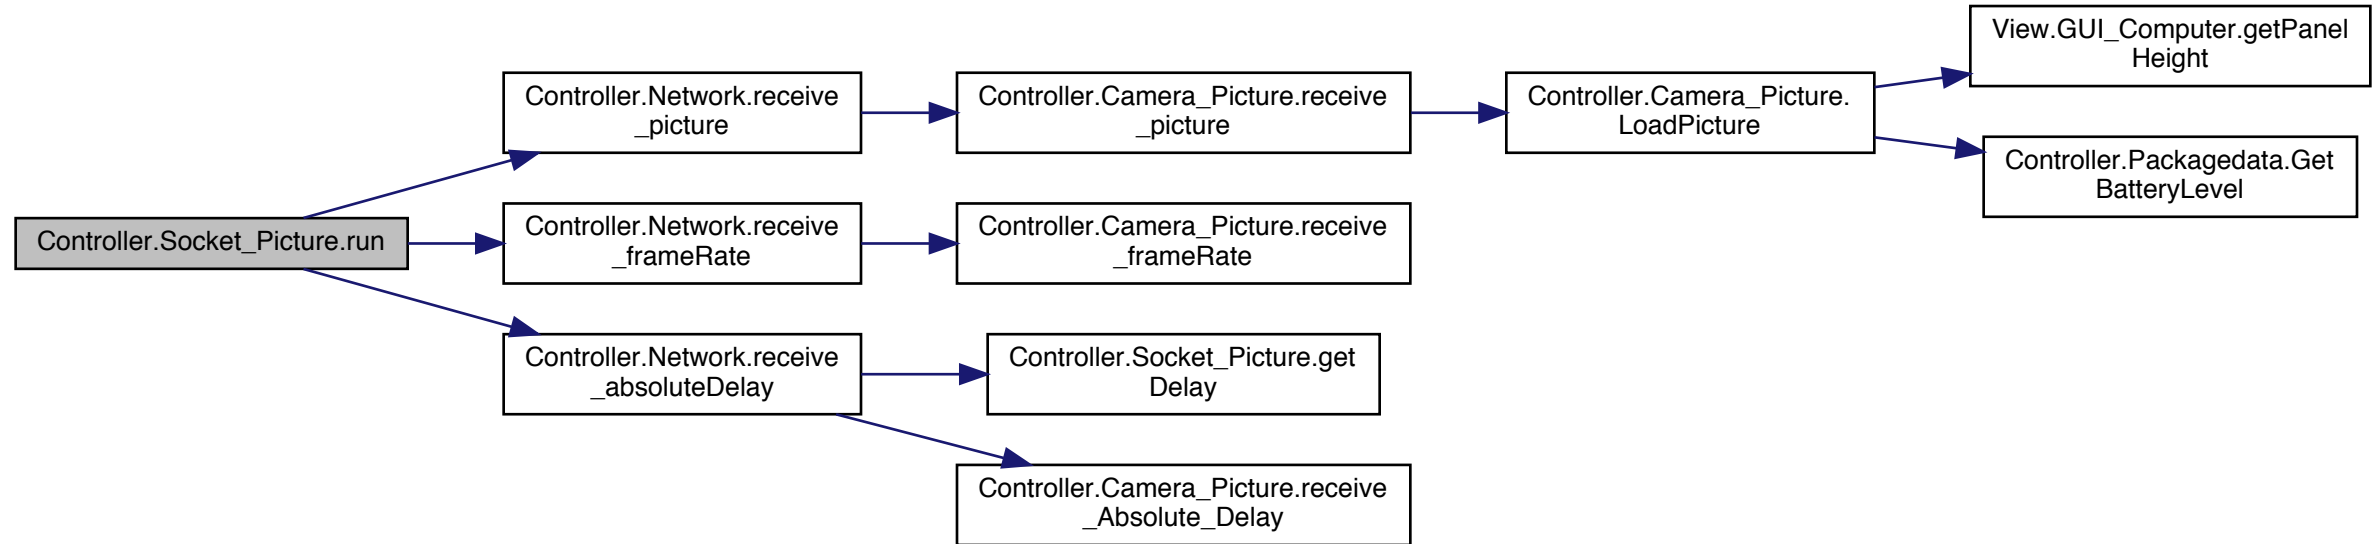 Controller.Socket_Picture.run
Controller.Network.receive
_picture
Controller.Camera_Picture.receive
_picture
Controller.Camera_Picture.
LoadPicture
View.GUI_Computer.getPanel
Height
Controller.Packagedata.Get
BatteryLevel
Controller.Network.receive
_frameRate
Controller.Camera_Picture.receive
_frameRate
Controller.Network.receive
_absoluteDelay
Controller.Socket_Picture.get
Delay
Controller.Camera_Picture.receive
_Absolute_Delay